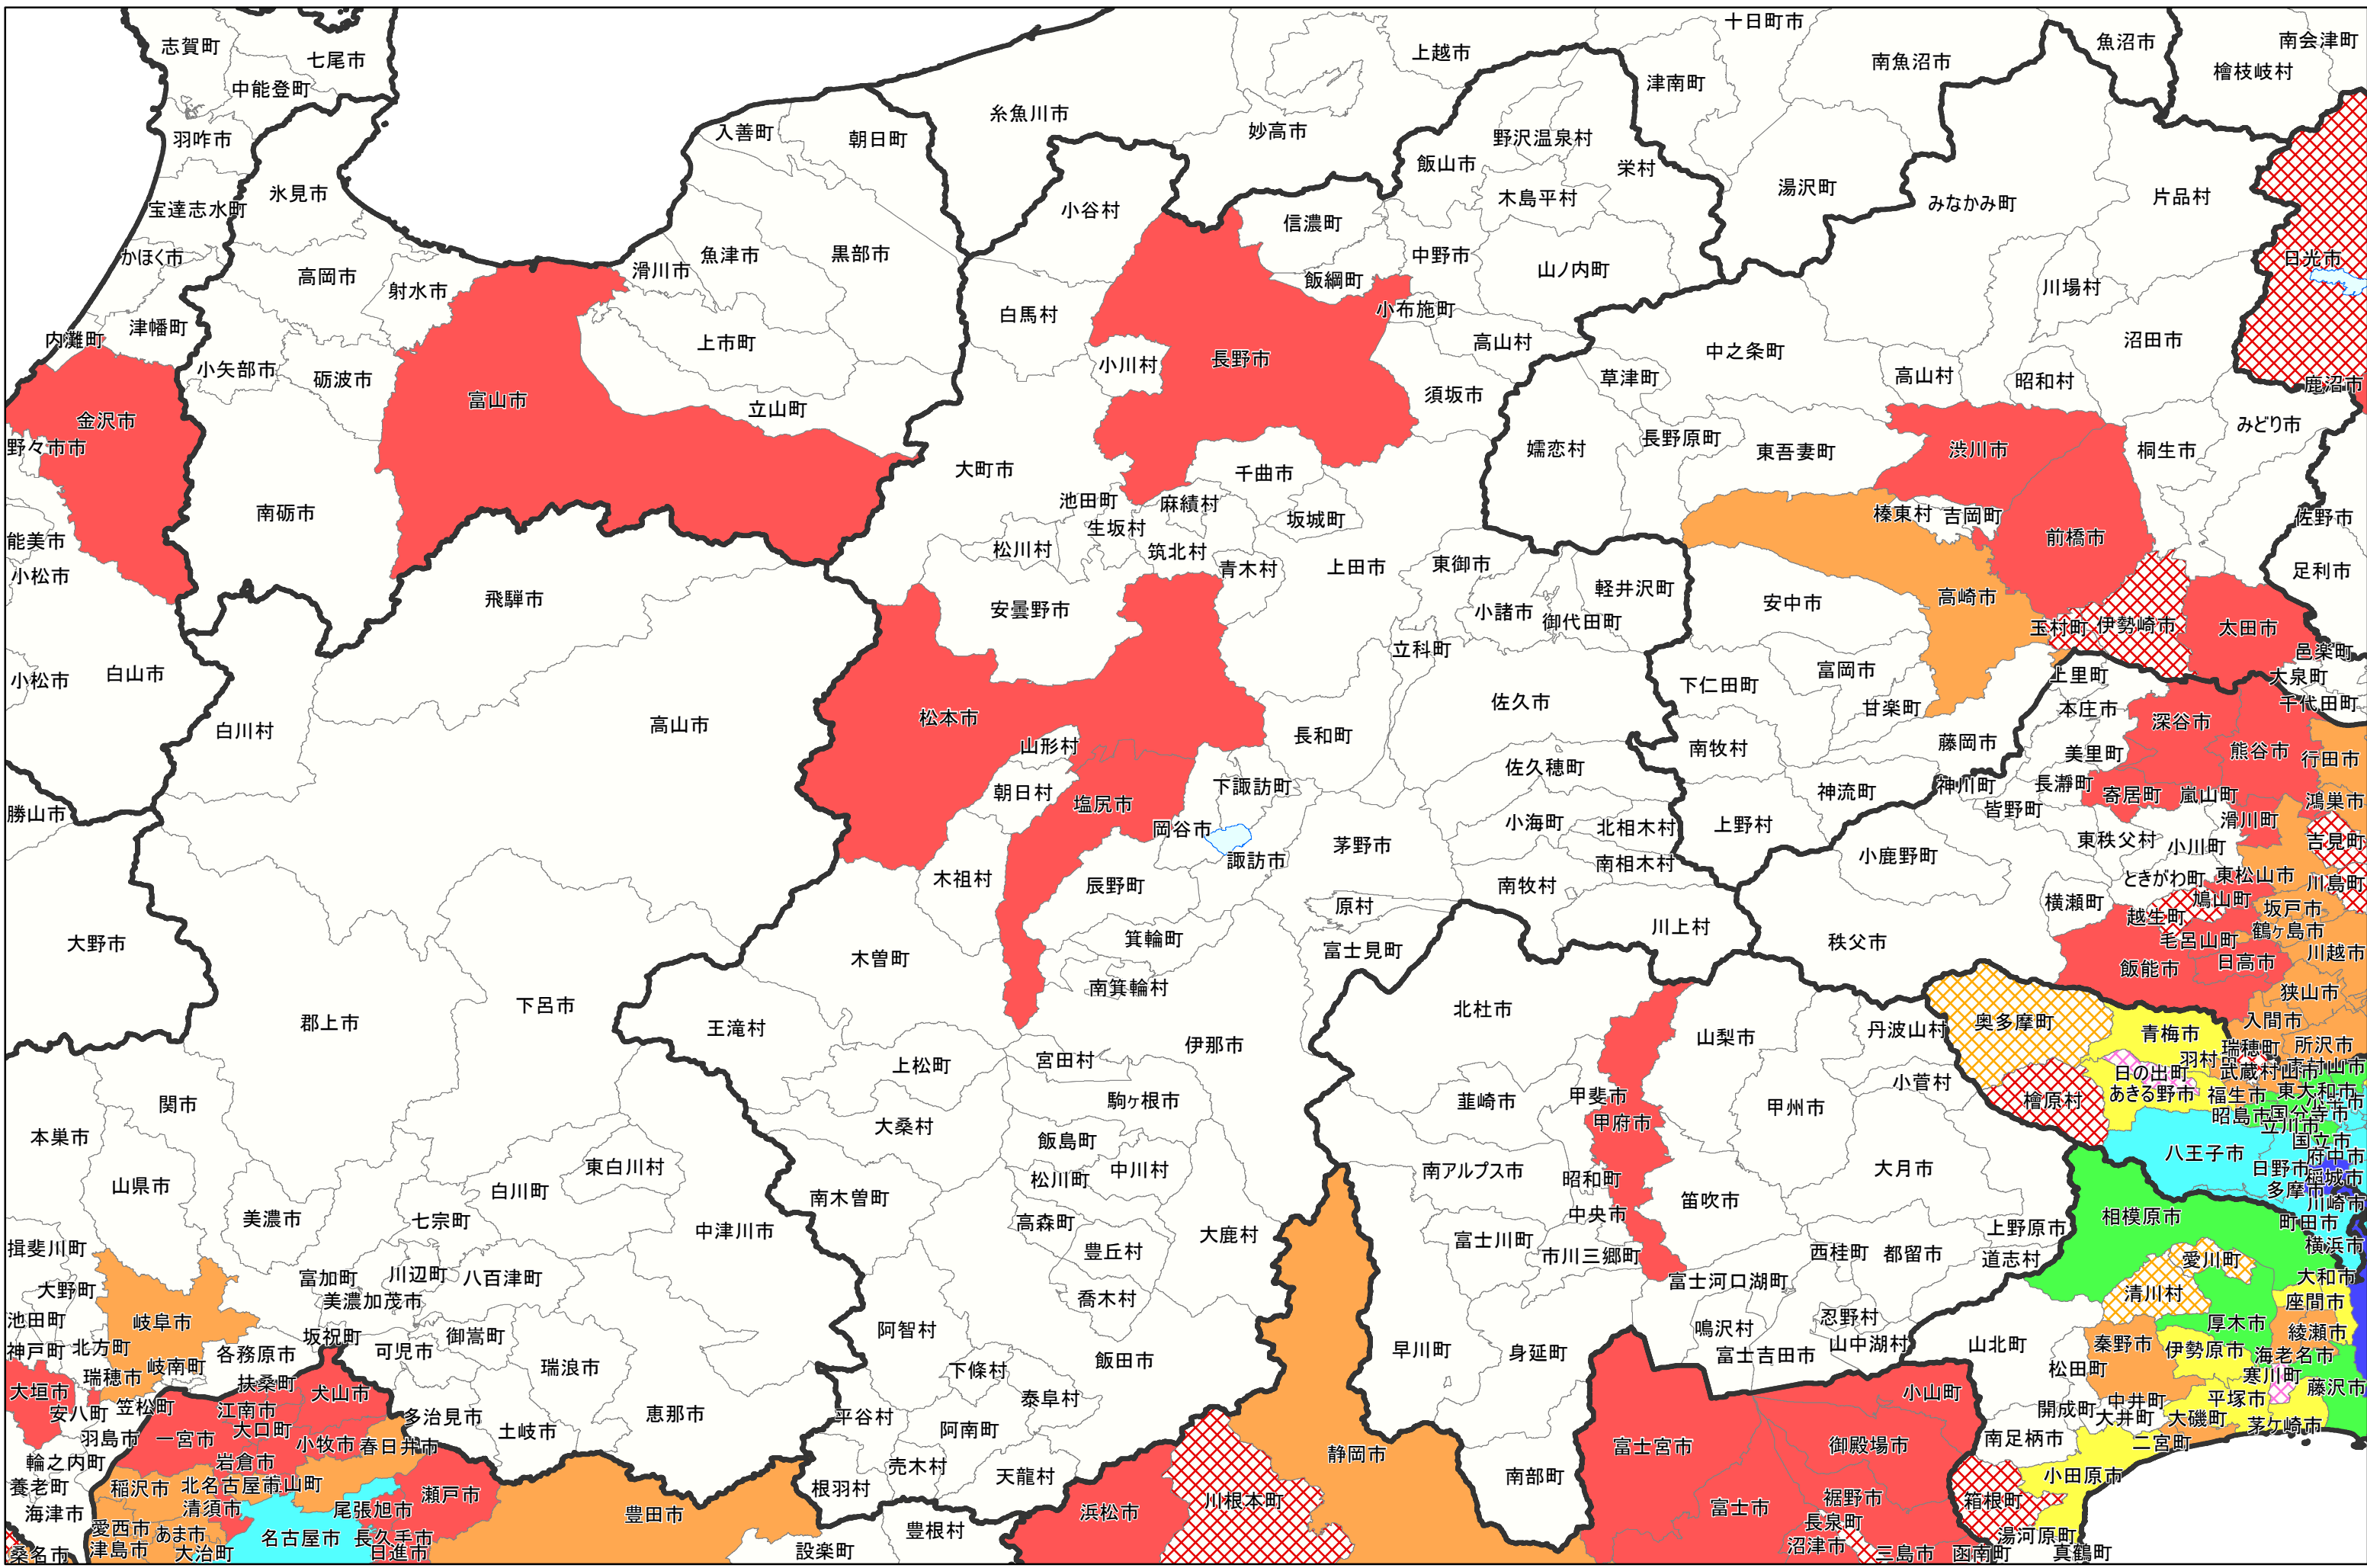 志賀町
七尾市
中能登町
羽咋市
氷見市
宝達志水町
かほく市
高岡市
射水市
津幡町
内灘町
小矢部市
砺波市
金沢市
野々市市
南砺市
能美市
小松市
小松市
白山市
白川村
勝山市
大野市
入善町
朝日町
魚津市
黒部市
滑川市
上市町
立山町
富山市
飛騨市
高山市
糸魚川市
上越市
妙高市
十日町市
津南町
南魚沼市
魚沼市
南会津町
檜枝岐村
湯沢町
小谷村
白馬村
小川村
長野市
信濃町
飯綱町
飯山市
野沢温泉村
栄村
木島平村
中野市
山ノ内町
小布施町
高山村
須坂市
大町市
池田町
麻績村
生坂村
筑北村
松川村
千曲市
坂城町
青木村
上田市
東御市
小諸市
軽井沢町
御代田町
立科町
安曇野市
松本市
山形村
朝日村
塩尻市
下諏訪町
岡谷市
諏訪市
長和町
佐久市
佐久穂町
小海町
北相木村
南相木村
南牧村
川上村
茅野市
原村
富士見町
木祖村
辰野町
箕輪町
南箕輪村
木曽町
王滝村
上松町
宮田村
伊那市
大桑村
駒ヶ根市
飯島町
中川村
松川町
南木曽町
高森町
豊丘村
大鹿村
喬木村
阿智村
下條村
飯田市
泰阜村
平谷村
阿南町
売木村
天龍村
根羽村
みなかみ町
片品村
川場村
沼田市
中之条町
草津町
高山村
昭和村
嬬恋村
長野原町
東吾妻町
渋川市
桐生市
みどり市
榛東村
吉岡町
前橋市
高崎市
安中市
玉村町
伊勢崎市
太田市
邑楽町
大泉町
千代田町
富岡市
下仁田町
甘楽町
南牧村
藤岡市
神流町
上野村
日光市
鹿沼市
佐野市
足利市
上里町
本庄市
深谷市
熊谷市
行田市
美里町
神川町
長瀞町
皆野町
寄居町
嵐山町
鴻巣市
滑川町
吉見町
東秩父村
小川町
小鹿野町
ときがわ町
東松山市
川島町
横瀬町
鳩山町
坂戸市
越生町
鶴ヶ島市
毛呂山町
川越市
秩父市
飯能市
日高市
狭山市
入間市
所沢市
奥多摩町
青梅市
瑞穂町
羽村市
武蔵村山市
東村山市
日の出町
あきる野市
福生市
東大和市
檜原村
昭島市
国分寺市
立川市
国立市
八王子市
府中市
日野市
稲城市
多摩市
川崎市
相模原市
町田市
横浜市
愛川町
大和市
清川村
座間市
厚木市
綾瀬市
秦野市
伊勢原市
海老名市
寒川町
藤沢市
山北町
松田町
開成町
中井町
平塚市
大井町
大磯町
茅ヶ崎市
南足柄市
二宮町
小田原市
箱根町
湯河原町
真鶴町
北杜市
山梨市
丹波山村
小菅村
韮崎市
甲斐市
甲府市
甲州市
南アルプス市
昭和町
大月市
笛吹市
中央市
富士川町
市川三郷町
上野原市
西桂町
都留市
道志村
富士河口湖町
忍野村
鳴沢村
山中湖村
早川町
身延町
富士吉田市
南部町
静岡市
川根本町
浜松市
富士宮市
富士市
小山町
御殿場市
裾野市
長泉町
沼津市
三島市
函南町
郡上市
下呂市
関市
本巣市
山県市
美濃市
東白川村
白川町
七宗町
中津川市
揖斐川町
大野町
富加町
川辺町
八百津町
美濃加茂市
池田町
岐阜市
坂祝町
御嵩町
神戸町
北方町
岐南町
各務原市
可児市
瑞浪市
大垣市
瑞穂市
安八町
笠松町
羽島市
輪之内町
養老町
海津市
多治見市
土岐市
恵那市
扶桑町
犬山市
江南市
大口町
一宮市
小牧市
春日井市
岩倉市
稲沢市
北名古屋市
豊山町
清須市
尾張旭市
瀬戸市
愛西市
あま市
名古屋市
長久手市
津島市
大治町
日進市
桑名市
豊田市
設楽町
豊根村